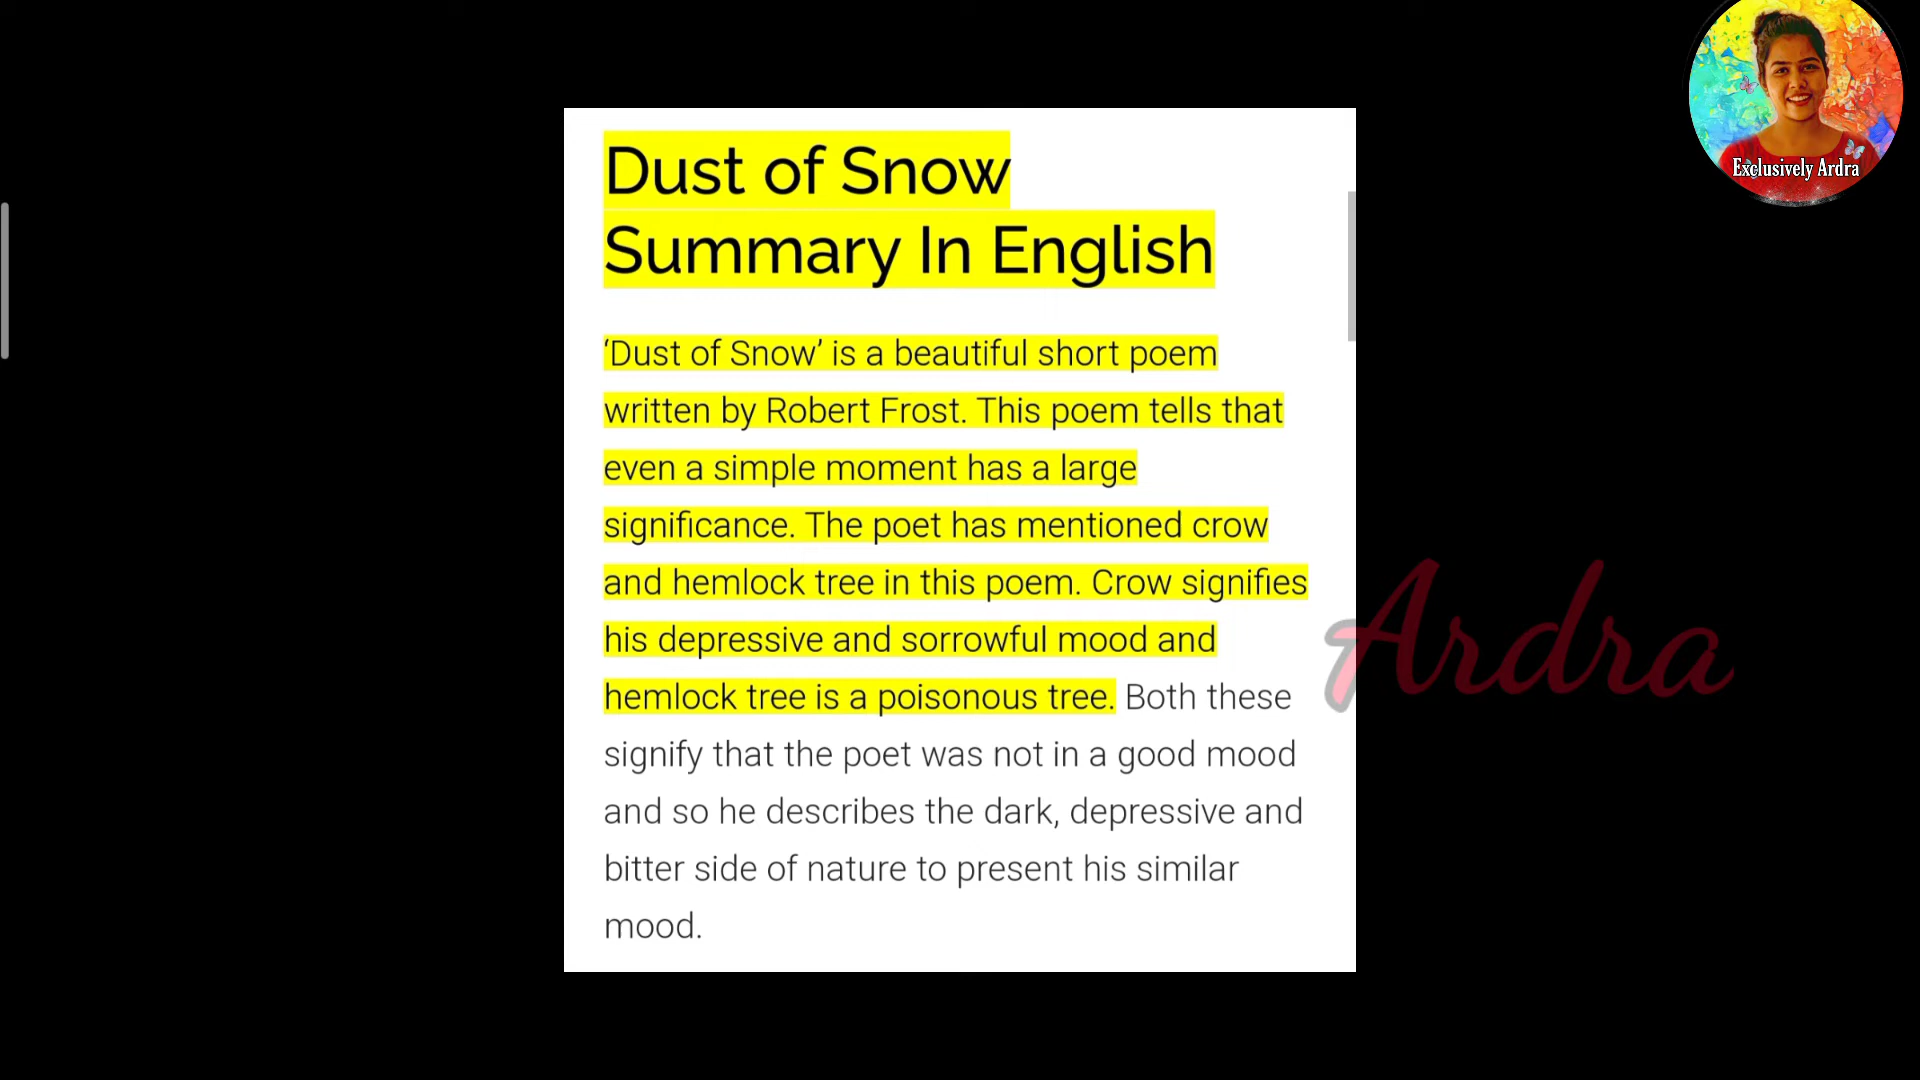 Exclusively Ardra
Dust of Snow
Summary In English
‘Dust of Snow’ is a beautiful short poem
written by Robert Frost. This poem tells that
even a simple moment has a large
significance. The poet has mentioned crow
and hemlock tree in this poem. Crow signifies
his depressive and sorrowful mood and
hemlock tree is a poisonous tree. Both these
signify that the poet was not in a good mood
and so he describes the dark, depressive and
bitter side of nature to present his similar
mood.
Ardra